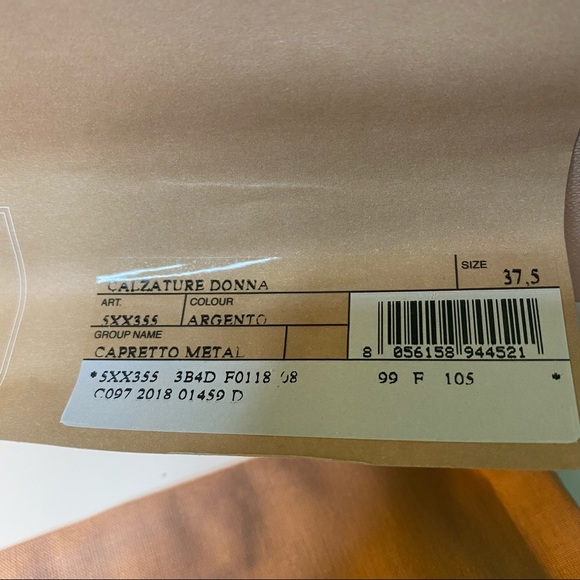 CALZATURE DONNA
SIZE
37,5
ART. COLOUR
5XX355 ARGENTO
GROUP NAME
CAPRETTO METAL
8 056158 944521
*5XX355 3B4D F0118 08 99 F 105 *
C097 2018 01459 D